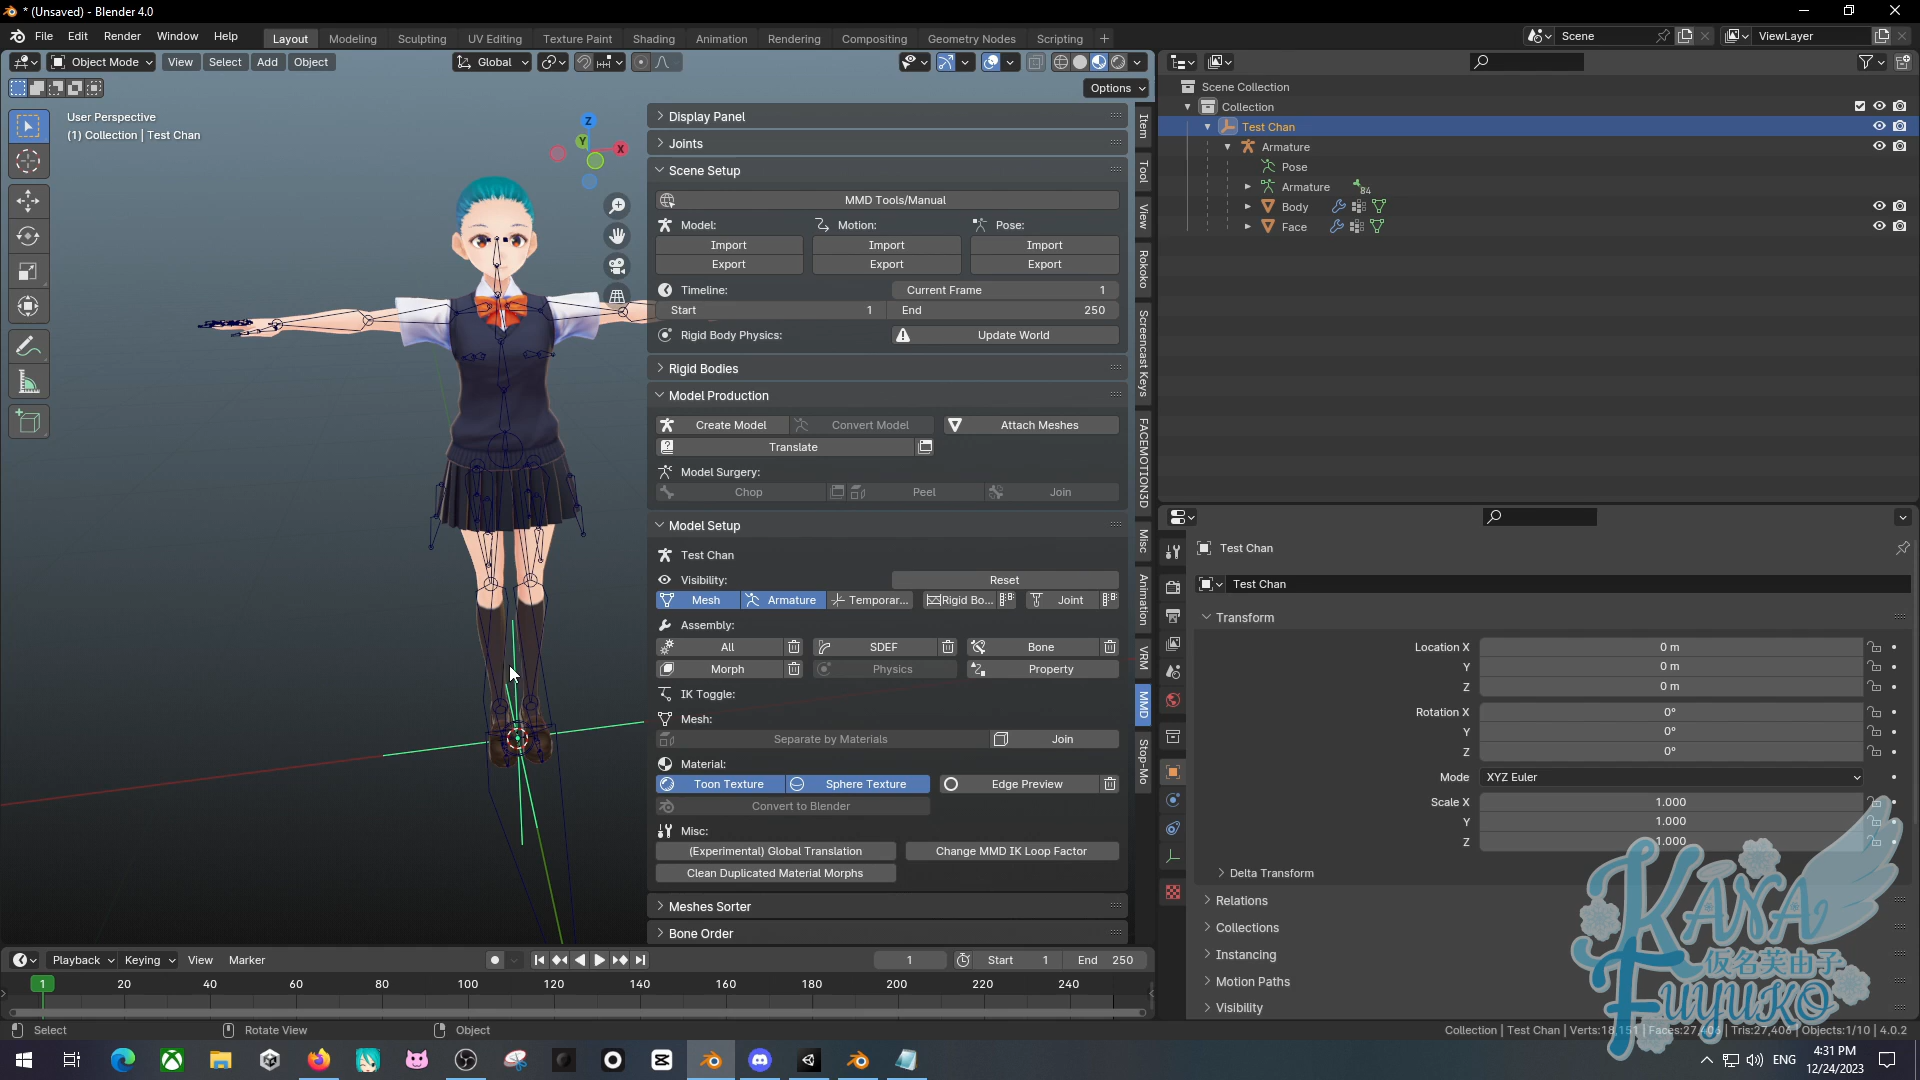 * (Unsaved) - Blender 4.0
File Edit Render Window Help
Layout Modeling Sculpting UV Editing Texture Paint Shading Animation Rendering Compositing Geometry Nodes Scripting +
Scene
ViewLayer
Object Mode View Select Add Object
Global
Options
User Perspective
(1) Collection | Test Chan
Z
Y
X
Display Panel
Joints
Scene Setup
MMD Tools/Manual
Model: Motion: Pose:
Import Import Import
Export Export Export
Timeline: Current Frame 1
Start 1 End 250
Rigid Body Physics: Update World
Rigid Bodies
Model Production
Create Model Convert Model Attach Meshes
Translate
Model Surgery:
Chop Peel Join
Model Setup
Test Chan
Visibility: Reset
Mesh Armature Temporar... Rigid Bo... Joint
Assembly:
All SDEF Bone
Morph Physics Property
IK Toggle:
Mesh:
Separate by Materials Join
Material:
Toon Texture Sphere Texture Edge Preview
Convert to Blender
Misc:
(Experimental) Global Translation Change MMD IK Loop Factor
Clean Duplicated Material Morphs
Meshes Sorter
Bone Order
Item
Tool
View
Rokoko
Screencast Keys
FACEMOTION3D
Misc
Animation
VRM
MMD
Stop-Mo
Scene Collection
Collection
Test Chan
Armature
Pose
Armature 84
Body
Face
Test Chan
Test Chan
Transform
Location X 0 m
Y 0 m
Z 0 m
Rotation X 0°
Y 0°
Z 0°
Mode XYZ Euler
Scale X 1.000
Y 1.000
Z 1.000
Delta Transform
Relations
Collections
Instancing
Motion Paths
Visibility
KANA
仮名芙由子
FUYUKO
Playback Keying View Marker
1 Start 1 End 250
1 20 40 60 80 100 120 140 160 180 200 220 240
Select Rotate View Object
Collection | Test Chan | Verts:18,151 | Faces:27,406 | Tris:27,406 | Objects:1/10 | 4.0.2
ENG
4:31 PM
12/24/2023